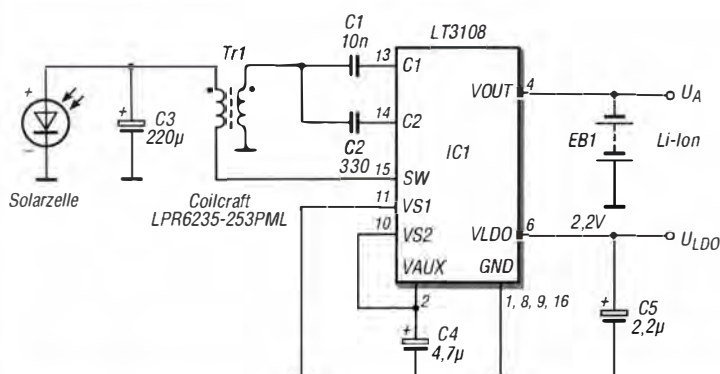 C1
10n
LT3108
Tr1
13
C1
VOUT
4
U_A
+
C3
220µ
14
C2
C2
330
IC1
EB1
Li-Ion
15
SW
Solarzelle
Coilcraft
LPR6235-253PML
11
VS1
10
VS2
VLDO
6
2,2V
U_LDO
VAUX
GND
2
1, 8, 9, 16
+
C4
4,7µ
+
C5
2,2µ
+
+
−